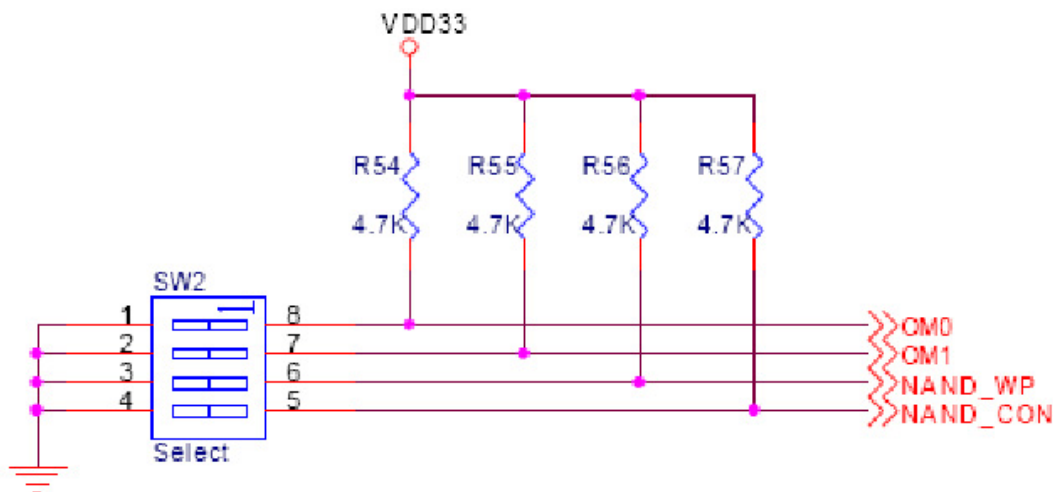 VDD33
R54 R55 R56 R57
4.7K 4.7K 4.7K 4.7K
SW2
1 8 OM0
2 7 OM1
3 6 NAND_WP
4 5 NAND_CON
Select